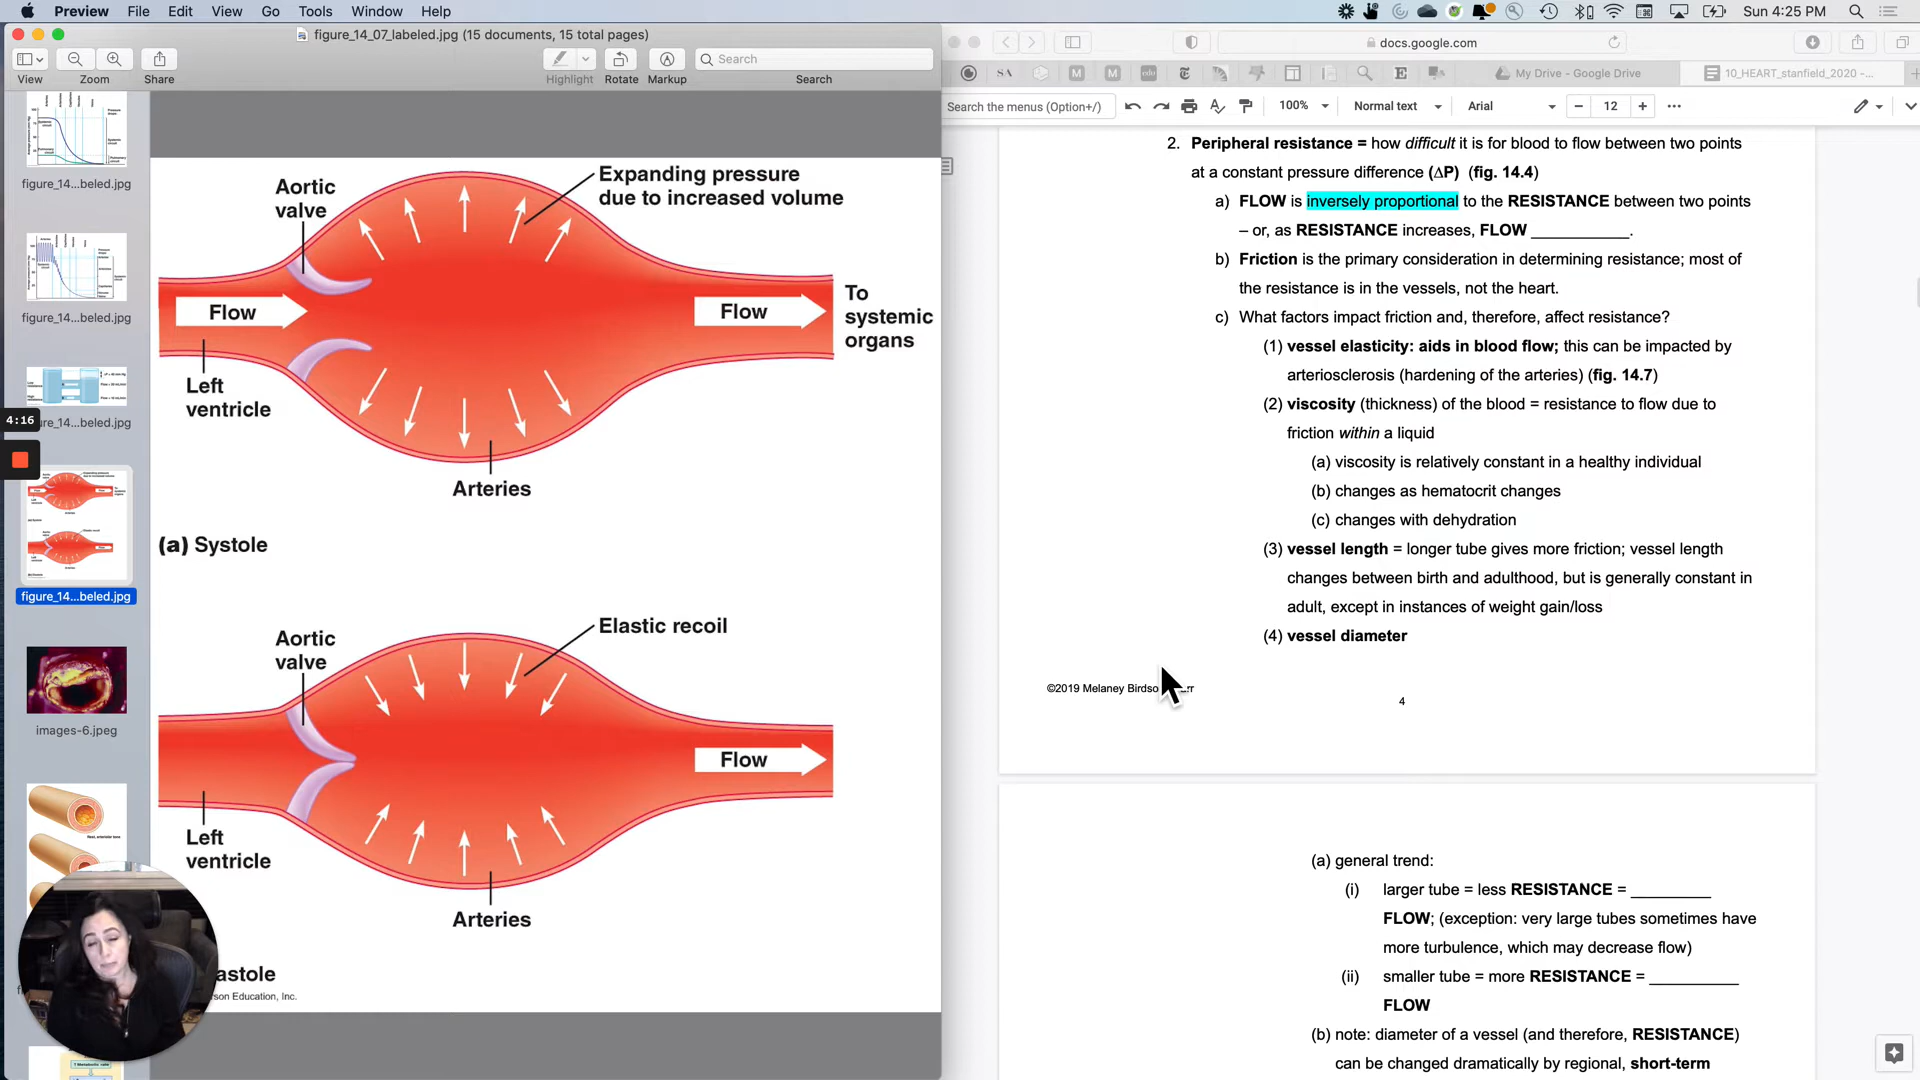 Preview File Edit View Go Tools Window Help
Sun 4:25 PM
figure_14_07_labeled.jpg (15 documents, 15 total pages)
View
Zoom
Share
Highlight
Rotate
Markup
Search
Search
figure_14...beled.jpg
figure_14...beled.jpg
4:16
ure_14...beled.jpg
figure_14...beled.jpg
images-6.jpeg
Aortic
valve
Expanding pressure
due to increased volume
Flow
Flow
To
systemic
organs
Left
ventricle
Arteries
(a) Systole
Aortic
valve
Elastic recoil
Flow
Left
ventricle
Arteries
astole
rson Education, Inc.
docs.google.com
SA
edu
E
My Drive - Google Drive
10_HEART_stanfield_2020 -...
Search the menus (Option+/)
100%
Normal text
Arial
12
2. Peripheral resistance = how difficult it is for blood to flow between two points
at a constant pressure difference (ΔP) (fig. 14.4)
a) FLOW is inversely proportional to the RESISTANCE between two points
– or, as RESISTANCE increases, FLOW ___________.
b) Friction is the primary consideration in determining resistance; most of
the resistance is in the vessels, not the heart.
c) What factors impact friction and, therefore, affect resistance?
(1) vessel elasticity: aids in blood flow; this can be impacted by
arteriosclerosis (hardening of the arteries) (fig. 14.7)
(2) viscosity (thickness) of the blood = resistance to flow due to
friction within a liquid
(a) viscosity is relatively constant in a healthy individual
(b) changes as hematocrit changes
(c) changes with dehydration
(3) vessel length = longer tube gives more friction; vessel length
changes between birth and adulthood, but is generally constant in
adult, except in instances of weight gain/loss
(4) vessel diameter
©2019 Melaney Birdso
4
(a) general trend:
(i) larger tube = less RESISTANCE = _________
FLOW; (exception: very large tubes sometimes have
more turbulence, which may decrease flow)
(ii) smaller tube = more RESISTANCE = __________
FLOW
(b) note: diameter of a vessel (and therefore, RESISTANCE)
can be changed dramatically by regional, short-term